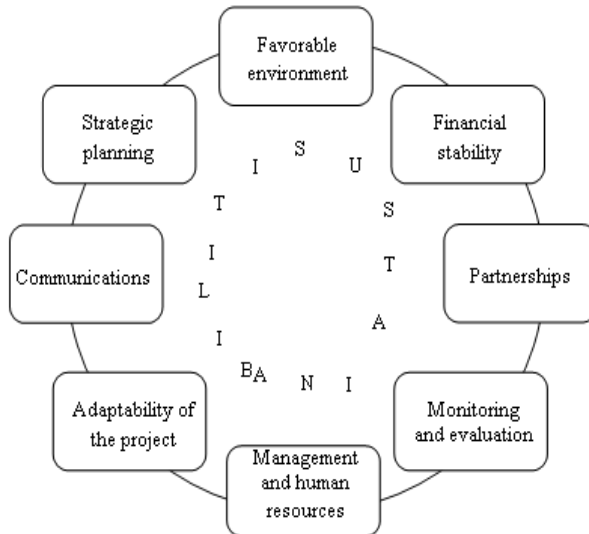 Favorable
environment
Financial
stability
Partnerships
Monitoring
and evaluation
Management
and human
resources
Adaptability of
the project
Communications
Strategic
planning
S U S T A I N A B I L I T I